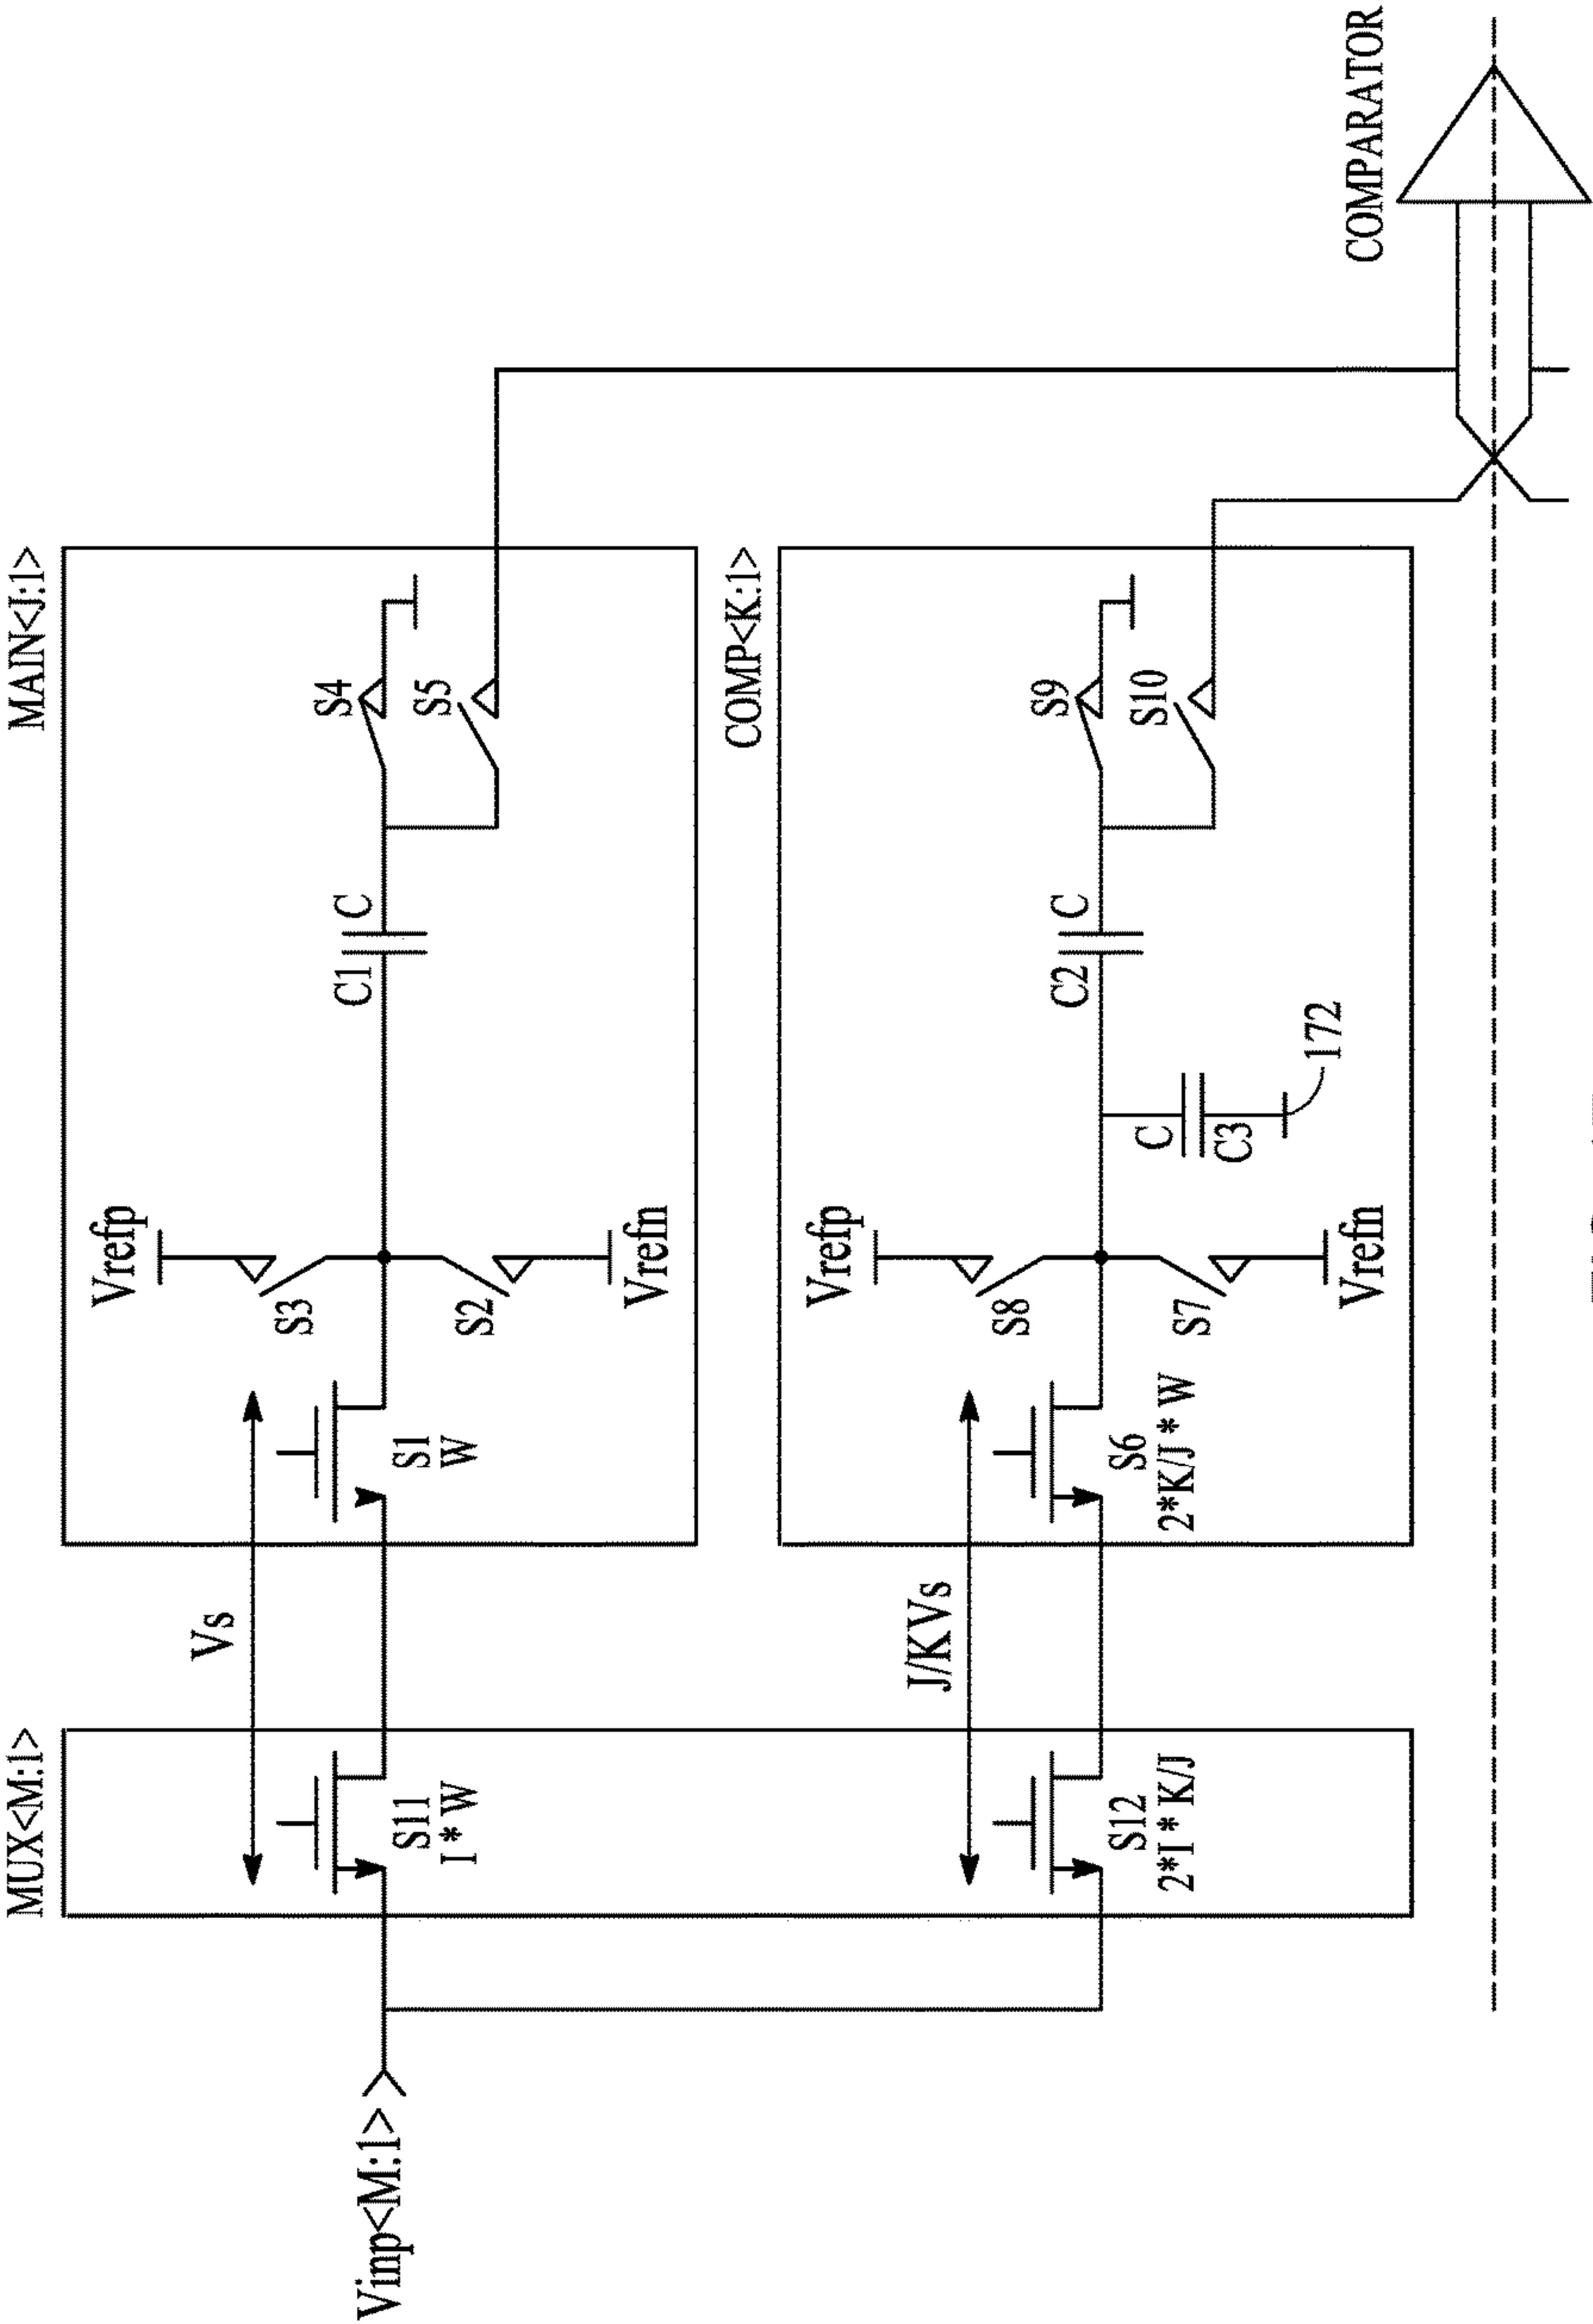 MUX<M:1>
MAIN<J:1>
Vs
Vrefp
S3
S1
W
S2
Vrefn
C1
C
S4
S5
S11
I * W
Vinp<M:1>
COMP<K:1>
J/KVs
Vrefp
S8
S6
2*K/J * W
S7
Vrefn
C
C3
172
C2
C
S9
S10
S12
2*I * K/J
COMPARATOR